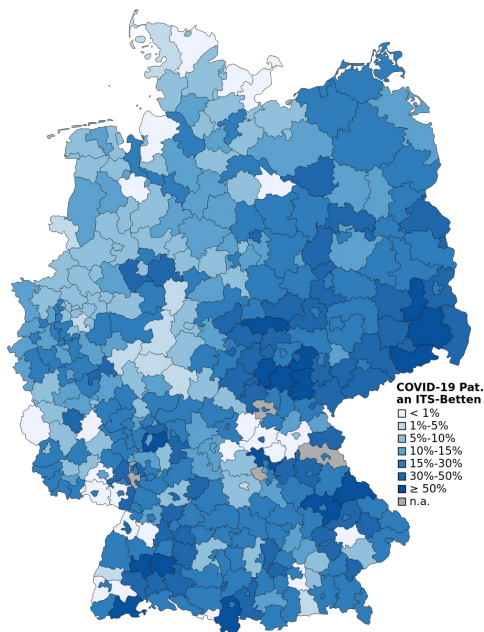 COVID-19 Pat.
an ITS-Betten
< 1%
1%-5%
5%-10%
10%-15%
15%-30%
30%-50%
≥ 50%
n.a.